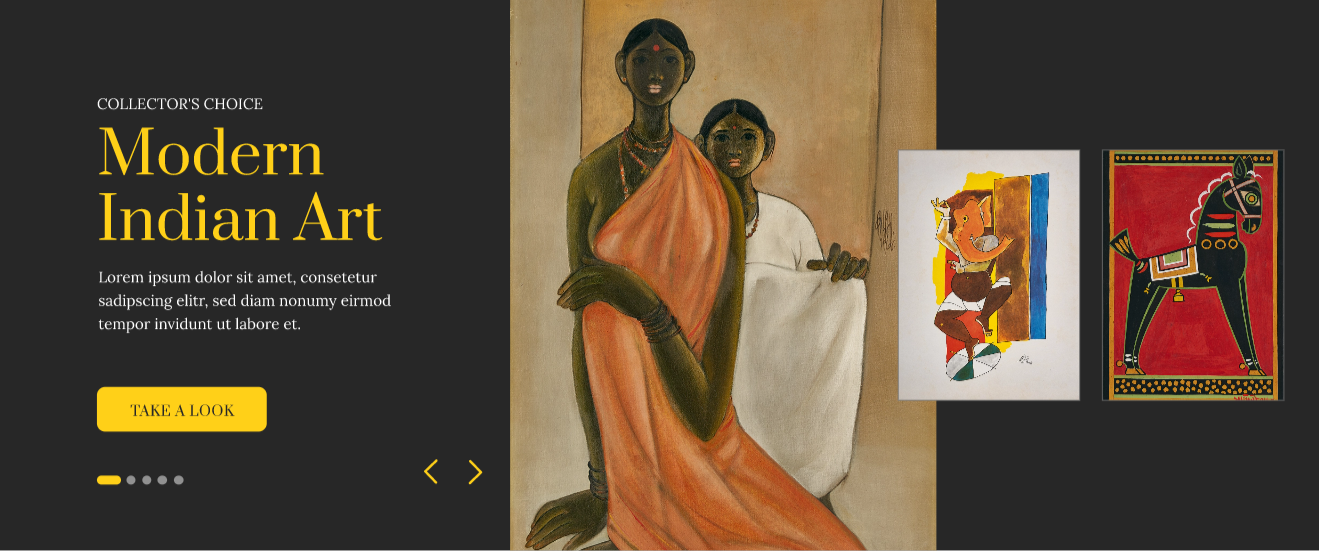 COLLECTOR'S CHOICE
Modern
Indian Art
Lorem ipsum dolor sit amet, consetetur
sadipscing elitr, sed diam nonumy eirmod
tempor invidunt ut labore et.
TAKE A LOOK